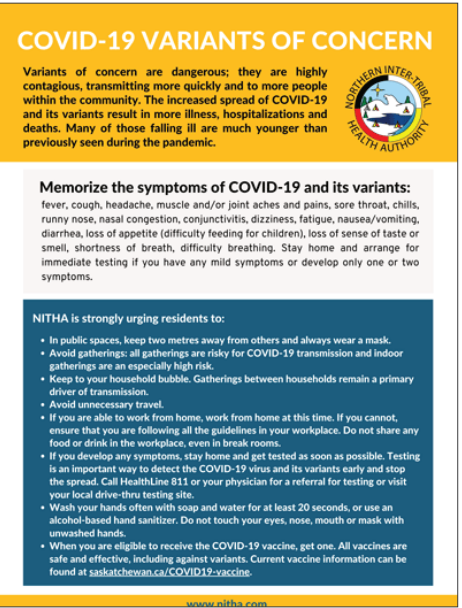 COVID-19 VARIANTS OF CONCERN
Variants of concern are dangerous; they are highly
contagious, transmitting more quickly and to more people
within the community. The increased spread of COVID-19
and its variants result in more illness, hospitalizations and
deaths. Many of those falling ill are much younger than
previously seen during the pandemic.
NORTHERN INTER-TRIBAL
HEALTH AUTHORITY
Memorize the symptoms of COVID-19 and its variants:
fever, cough, headache, muscle and/or joint aches and pains, sore throat, chills,
runny nose, nasal congestion, conjunctivitis, dizziness, fatigue, nausea/vomiting,
diarrhea, loss of appetite (difficulty feeding for children), loss of sense of taste or
smell, shortness of breath, difficulty breathing. Stay home and arrange for
immediate testing if you have any mild symptoms or develop only one or two
symptoms.
NITHA is strongly urging residents to:
• In public spaces, keep two metres away from others and always wear a mask.
• Avoid gatherings: all gatherings are risky for COVID-19 transmission and indoor
gatherings are an especially high risk.
• Keep to your household bubble. Gatherings between households remain a primary
driver of transmission.
• Avoid unnecessary travel.
• If you are able to work from home, work from home at this time. If you cannot,
ensure that you are following all the guidelines in your workplace. Do not share any
food or drink in the workplace, even in break rooms.
• If you develop any symptoms, stay home and get tested as soon as possible. Testing
is an important way to detect the COVID-19 virus and its variants early and stop
the spread. Call HealthLine 811 or your physician for a referral for testing or visit
your local drive-thru testing site.
• Wash your hands often with soap and water for at least 20 seconds, or use an
alcohol-based hand sanitizer. Do not touch your eyes, nose, mouth or mask with
unwashed hands.
• When you are eligible to receive the COVID-19 vaccine, get one. All vaccines are
safe and effective, including against variants. Current vaccine information can be
found at saskatchewan.ca/COVID19-vaccine.
www.nitha.com